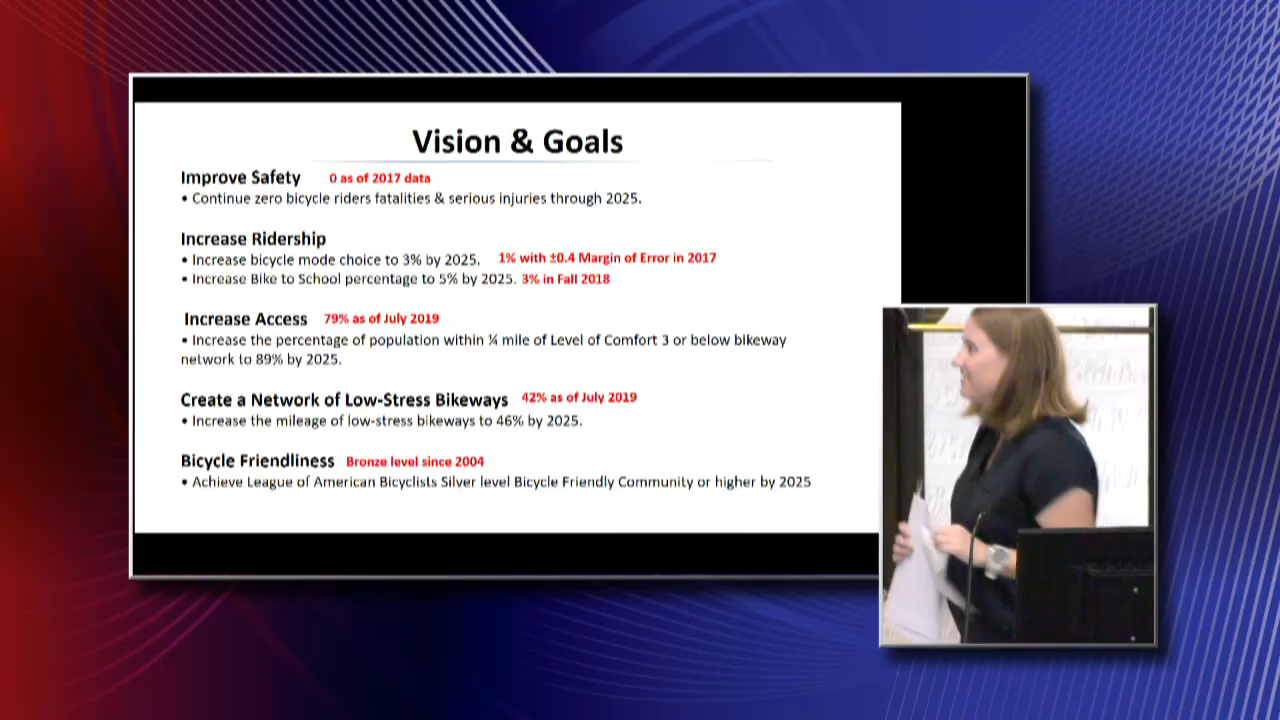 Vision & Goals
Improve Safety 0 as of 2017 data
• Continue zero bicycle riders fatalities & serious injuries through 2025.
Increase Ridership
• Increase bicycle mode choice to 3% by 2025. 1% with ±0.4 Margin of Error in 2017
• Increase Bike to School percentage to 5% by 2025. 3% in Fall 2018
Increase Access 79% as of July 2019
• Increase the percentage of population within ¼ mile of Level of Comfort 3 or below bikeway
network to 89% by 2025.
Create a Network of Low-Stress Bikeways 42% as of July 2019
• Increase the mileage of low-stress bikeways to 46% by 2025.
Bicycle Friendliness Bronze level since 2004
• Achieve League of American Bicyclists Silver level Bicycle Friendly Community or higher by 2025